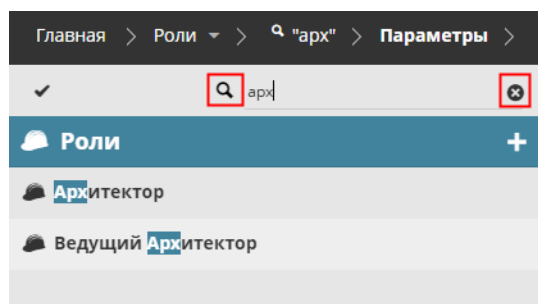 Главная > Роли > "арх" > Параметры >
арх
Роли
Архитектор
Ведущий Архитектор